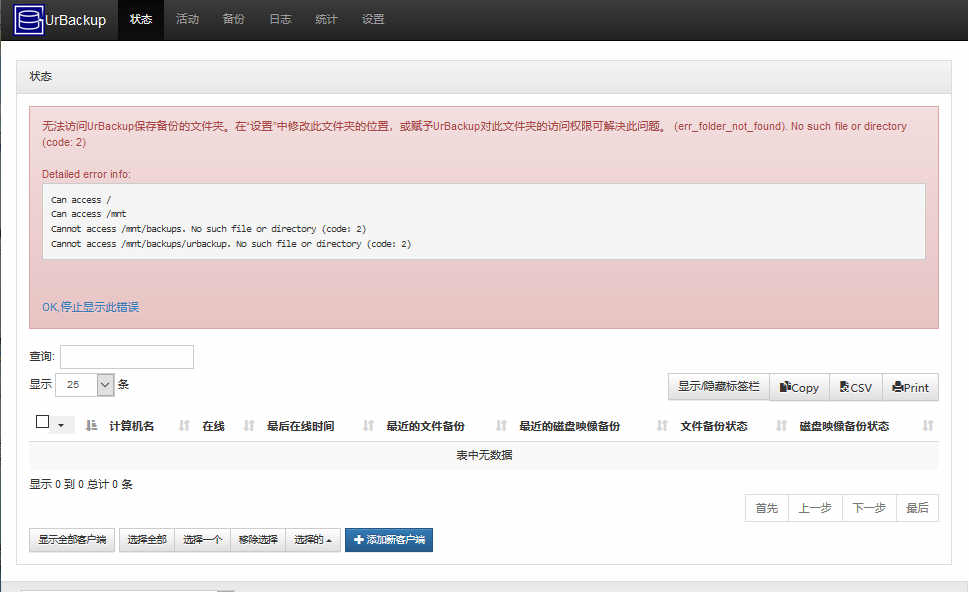 UrBackup 状态 活动 备份 日志 统计 设置
状态
无法访问UrBackup保存备份的文件夹。在“设置”中修改此文件夹的位置，或赋予UrBackup对此文件夹的访问权限可解决此问题。 (err_folder_not_found). No such file or directory
(code: 2)
Detailed error info:
Can access /
Can access /mnt
Cannot access /mnt/backups. No such file or directory (code: 2)
Cannot access /mnt/backups/urbackup. No such file or directory (code: 2)
OK,停止显示此错误
查询:
显示 25 条
显示/隐藏标签栏 Copy CSV Print
计算机名 在线 最后在线时间 最近的文件备份 最近的磁盘映像备份 文件备份状态 磁盘映像备份状态
表中无数据
显示 0 到 0 总计 0 条
首先 上一步 下一步 最后
显示全部客户端 选择全部 选择一个 移除选择 选择的 添加新客户端